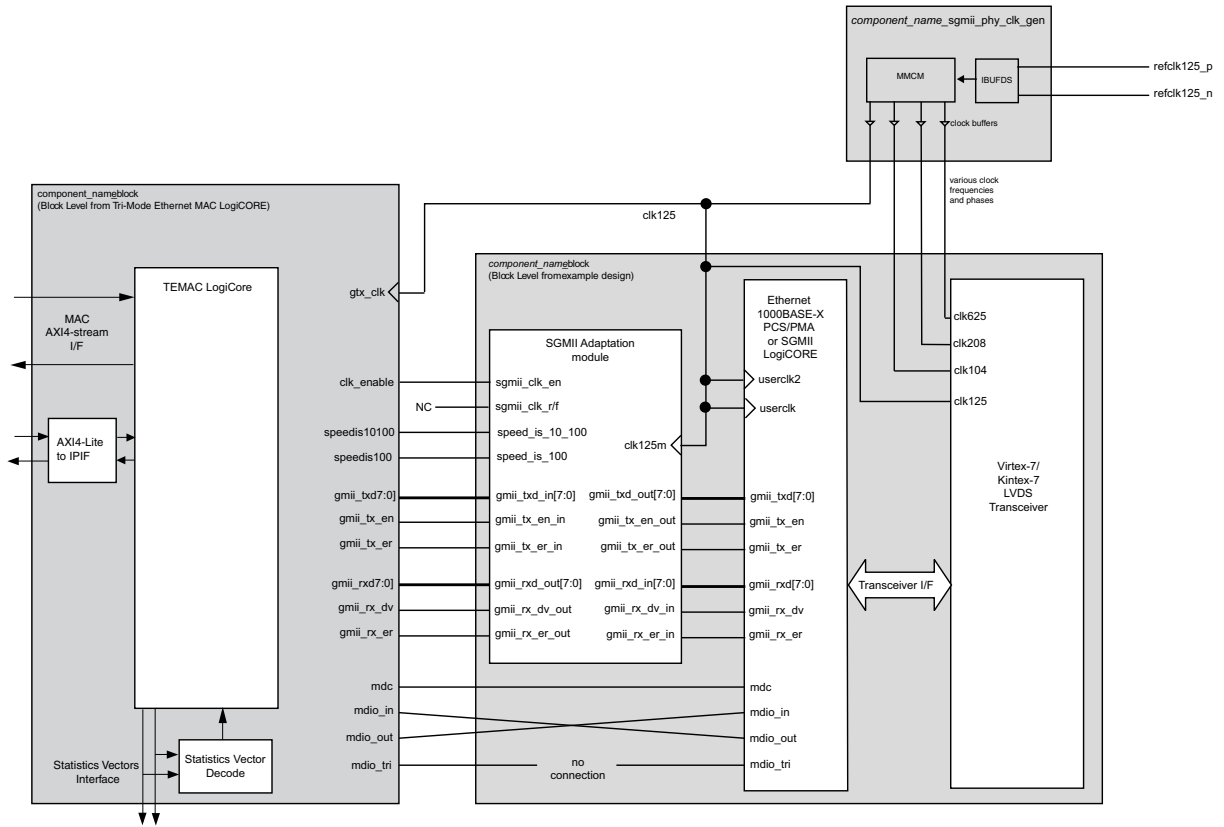 component_name_sgmii_phy_clk_gen
MMCM
IBUFDS
refclk125_p
refclk125_n
clock buffers
various clock
frequencies
and phases
component_nameblock
(Block Level from Tri-Mode Ethernet MAC LogiCORE)
clk125
component_nameblock
(Block Level fromexample design)
TEMAC LogiCore
MAC
AXI4-stream
I/F
AXI4-Lite
to IPIF
Statistics Vectors
Interface
Statistics Vector
Decode
gtx_clk
clk_enable
speedis10100
speedis100
gmii_txd7:0]
gmii_tx_en
gmii_tx_er
gmii_rxd7:0]
gmii_rx_dv
gmii_rx_er
mdc
mdio_in
mdio_out
mdio_tri
NC
SGMII Adaptation
module
sgmii_clk_en
sgmii_clk_r/f
speed_is_10_100
speed_is_100
clk125m
gmii_txd_in[7:0]
gmii_tx_en_in
gmii_tx_er_in
gmii_rxd_out[7:0]
gmii_rx_dv_out
gmii_rx_er_out
gmii_txd_out[7:0]
gmii_tx_en_out
gmii_tx_er_out
gmii_rxd_in[7:0]
gmii_rx_dv_in
gmii_rx_er_in
no
connection
Ethernet
1000BASE-X
PCS/PMA
or SGMII
LogiCORE
userclk2
userclk
gmii_txd[7:0]
gmii_tx_en
gmii_tx_er
gmii_rxd[7:0]
gmii_rx_dv
gmii_rx_er
mdc
mdio_in
mdio_out
mdio_tri
Transceiver I/F
clk625
clk208
clk104
clk125
Virtex-7/
Kintex-7
LVDS
Transceiver